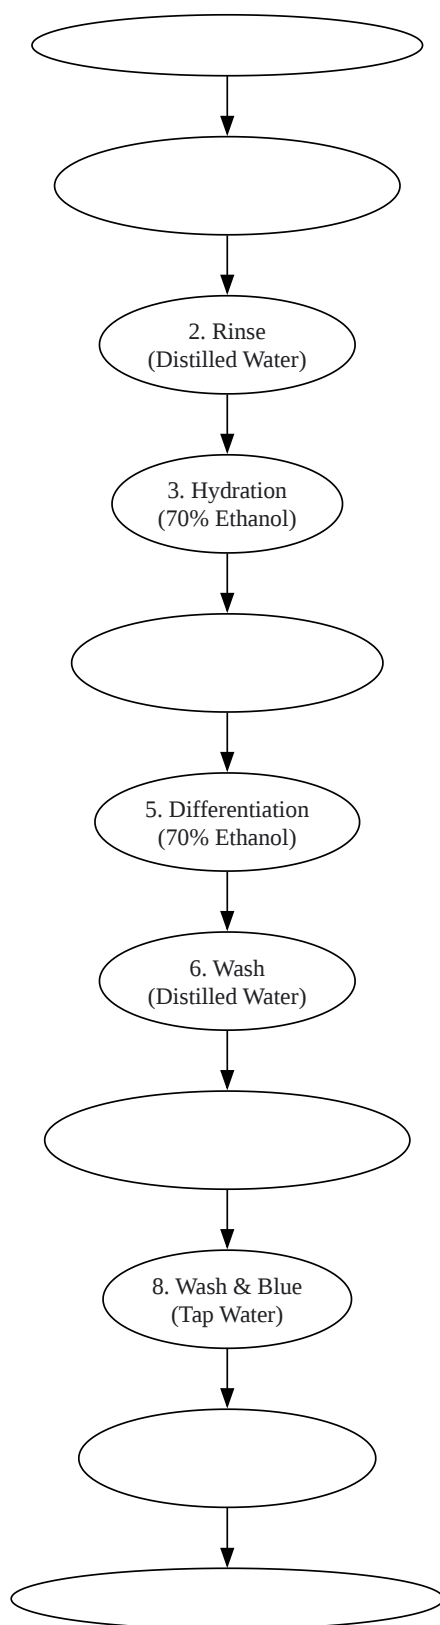 2. Rinse
(Distilled Water)
3. Hydration
(70% Ethanol)
5. Differentiation
(70% Ethanol)
6. Wash
(Distilled Water)
8. Wash & Blue
(Tap Water)